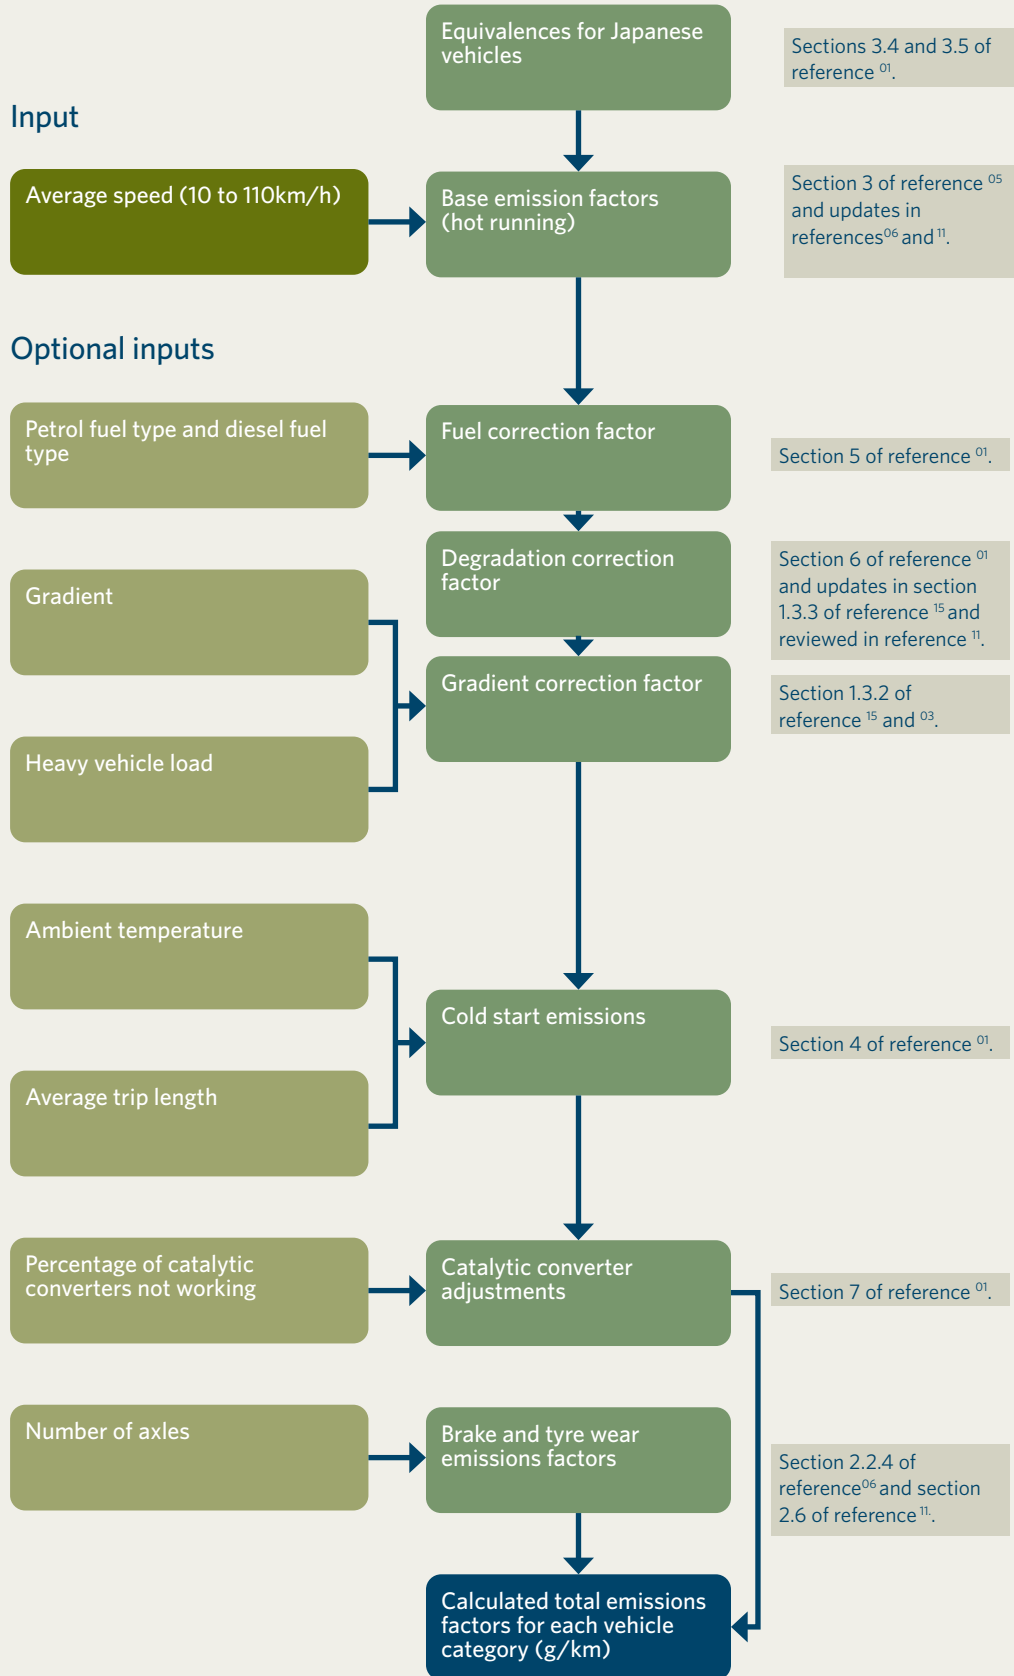 Equivalences for Japanese
vehicles
Sections 3.4 and 3.5 of
reference 01.
Input
Average speed (10 to 110km/h)
Base emission factors
(hot running)
Section 3 of reference 05
and updates in
references06 and 11.
Optional inputs
Petrol fuel type and diesel fuel
type
Fuel correction factor
Section 5 of reference 01.
Degradation correction
factor
Section 6 of reference 01
and updates in section
1.3.3 of reference 15 and
reviewed in reference 11.
Gradient
Gradient correction factor
Section 1.3.2 of
reference 15 and 03.
Heavy vehicle load
Ambient temperature
Cold start emissions
Section 4 of reference 01.
Average trip length
Percentage of catalytic
converters not working
Catalytic converter
adjustments
Section 7 of reference 01.
Number of axles
Brake and tyre wear
emissions factors
Section 2.2.4 of
reference06 and section
2.6 of reference 11.
Calculated total emissions
factors for each vehicle
category (g/km)